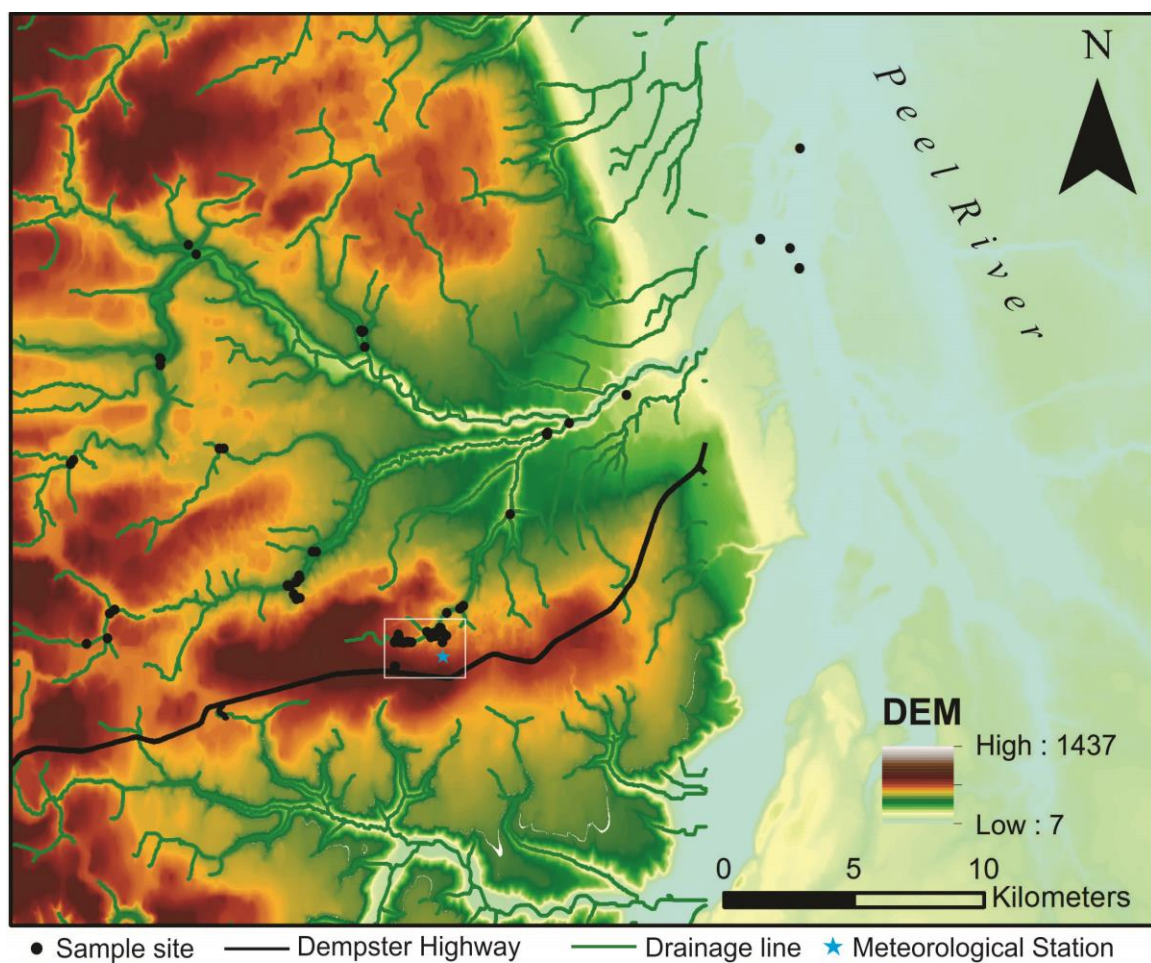 N
Peel River
DEM
High : 1437
Low : 7
0 5 10
Kilometers
Sample site Dempster Highway Drainage line Meteorological Station